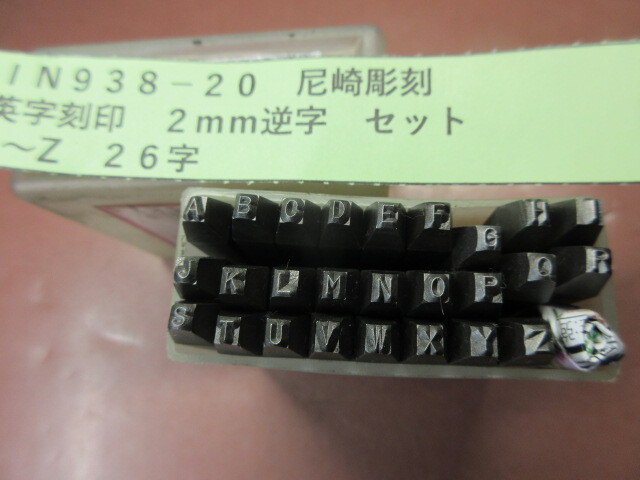 IN938-20 尼崎彫刻
英字刻印 2mm逆字 セット
～Z 26字
A B C D E F G H I
J K L M N O P Q R
S T U V W X Y Z